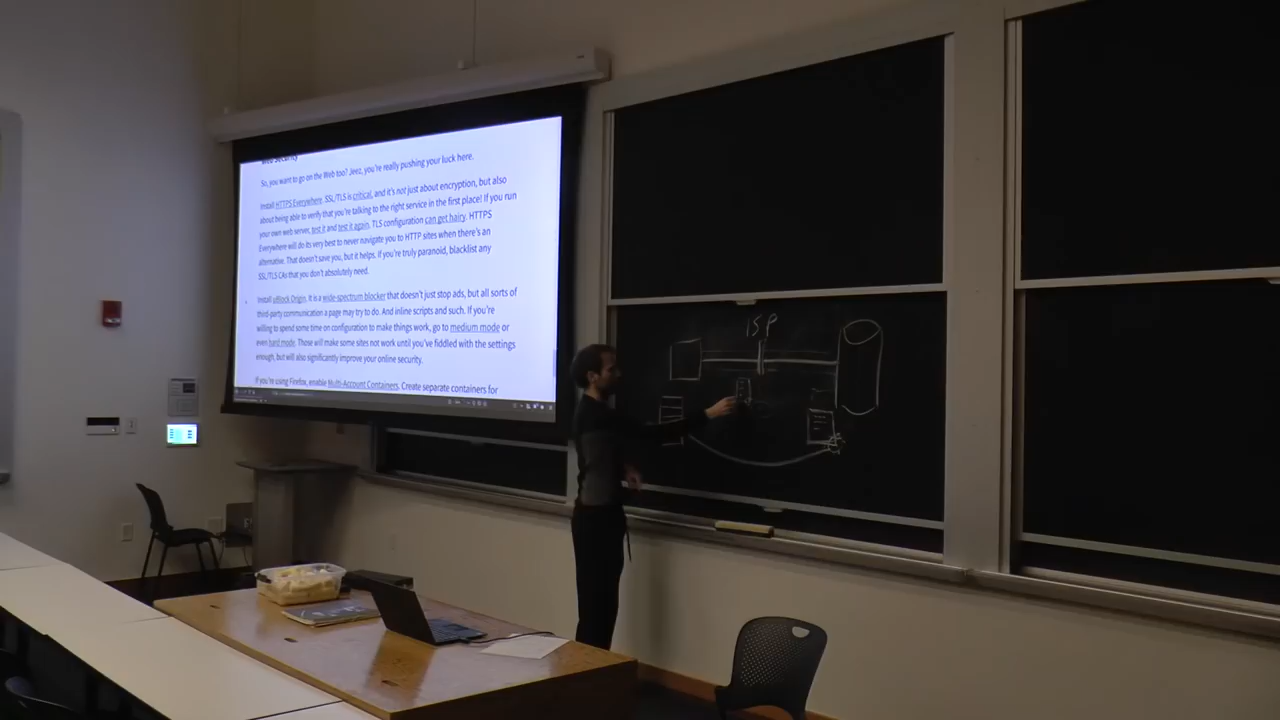 Web Security
So, you want to go on the Web too? Jeez, you're really pushing your luck here.
Install HTTPS Everywhere. SSL/TLS is critical, and it's not just about encryption, but also
about being able to verify that you're talking to the right service in the first place! If you run
your own web server, test it and test it again. TLS configuration can get hairy. HTTPS
Everywhere will do its very best to never navigate you to HTTP sites when there's an
alternative. That doesn't save you, but it helps. If you're truly paranoid, blacklist any
SSL/TLS CAs that you don't absolutely need.
Install uBlock Origin. It is a wide-spectrum blocker that doesn't just stop ads, but all sorts of
third-party communication a page may try to do. And inline scripts and such. If you're
willing to spend some time on configuration to make things work, go to medium mode or
even hard mode. Those will make some sites not work until you've fiddled with the settings
enough, but will also significantly improve your online security.
If you're using Firefox, enable Multi-Account Containers. Create separate containers for
ISP